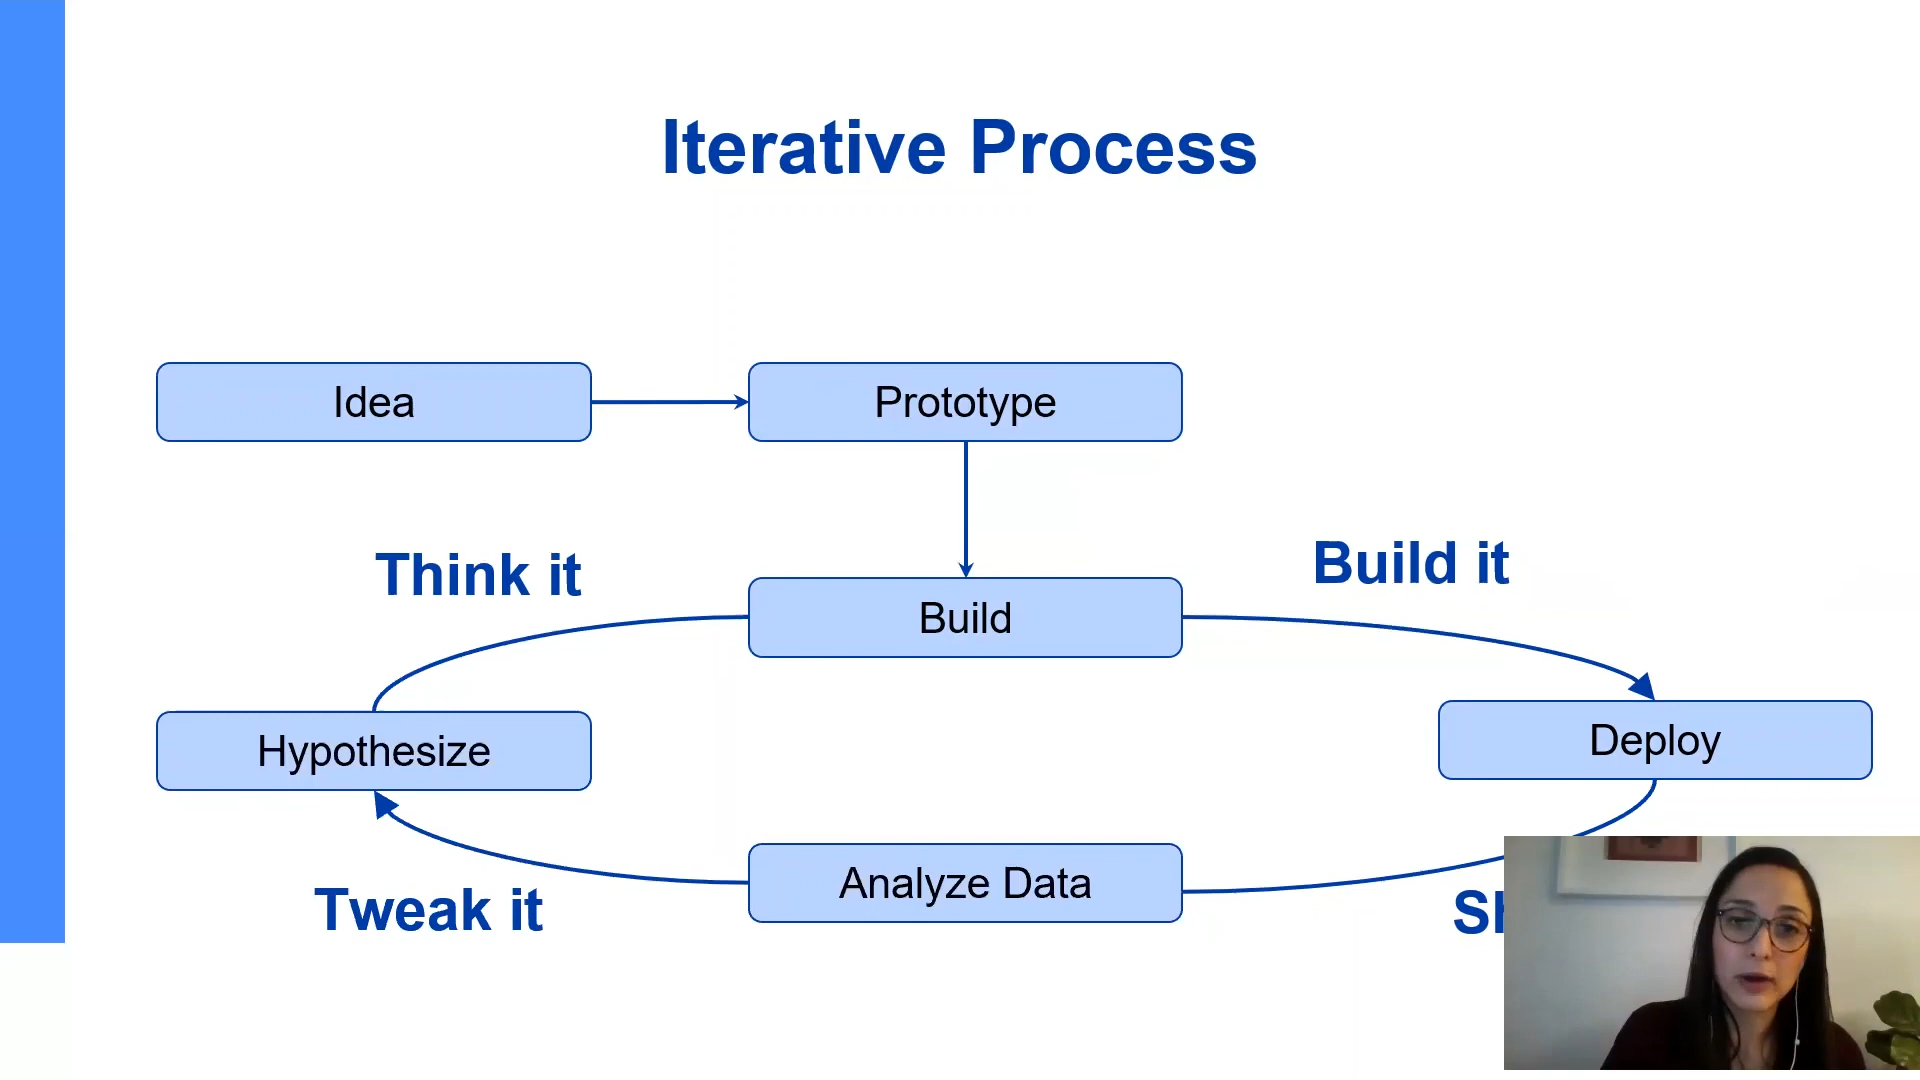 Iterative Process
Idea
Prototype
Think it
Build it
Build
Hypothesize
Deploy
Analyze Data
Tweak it